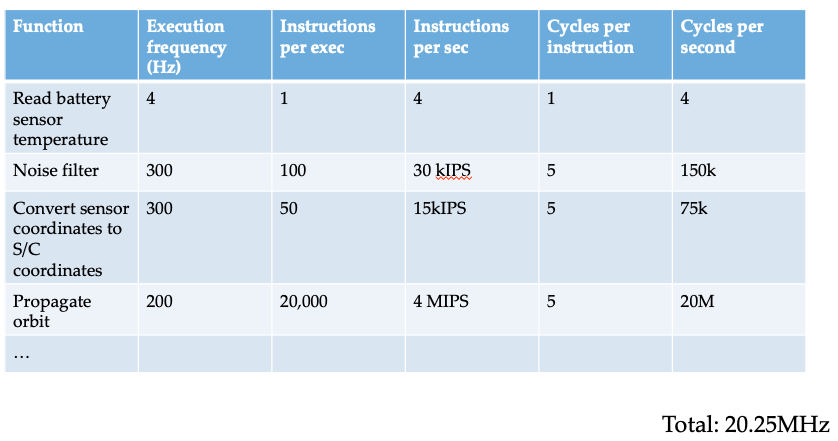 Function Execution frequency (Hz) Instructions per exec Instructions per sec Cycles per instruction Cycles per second
Read battery sensor temperature 4 1 4 1 4
Noise filter 300 100 30 kIPS 5 150k
Convert sensor coordinates to S/C coordinates 300 50 15kIPS 5 75k
Propagate orbit 200 20,000 4 MIPS 5 20M
…
Total: 20.25MHz